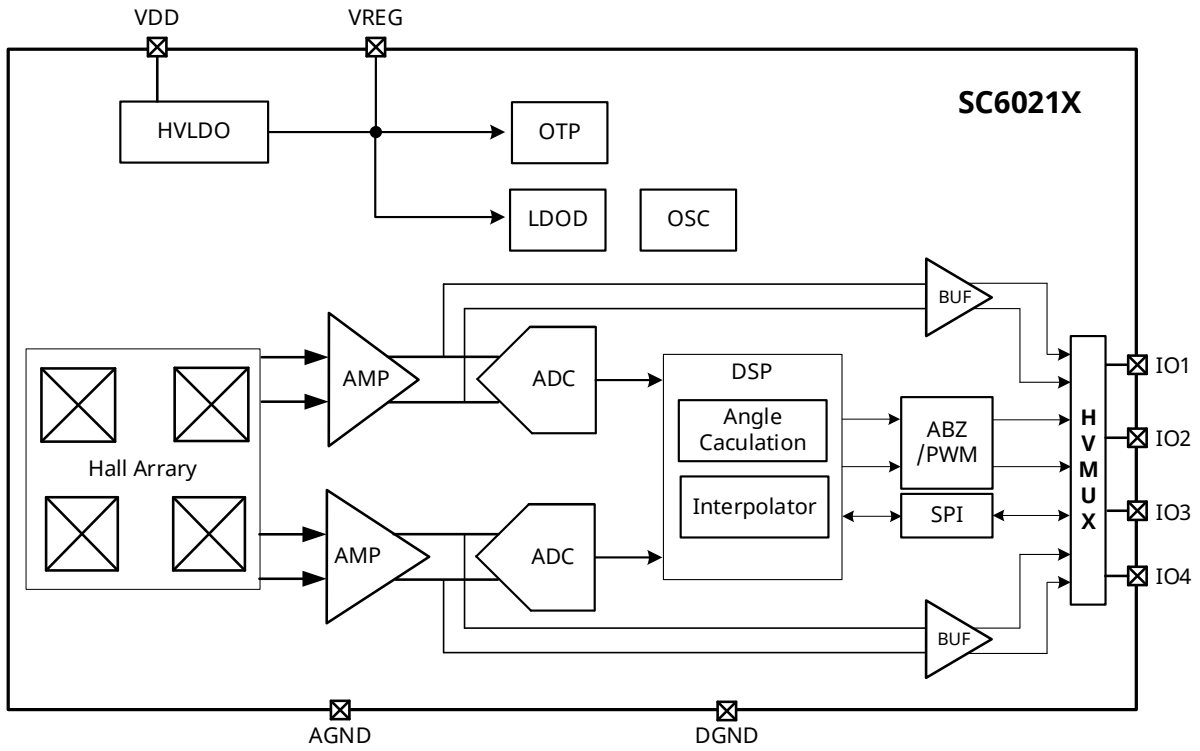 VDD
VREG
SC6021X
HVLDO
OTP
LDOD
OSC
BUF
AMP
ADC
DSP
Angle
Caculation
Interpolator
ABZ
/PWM
SPI
H
V
M
U
X
IO1
IO2
IO3
IO4
Hall Arrary
AMP
ADC
BUF
AGND
DGND